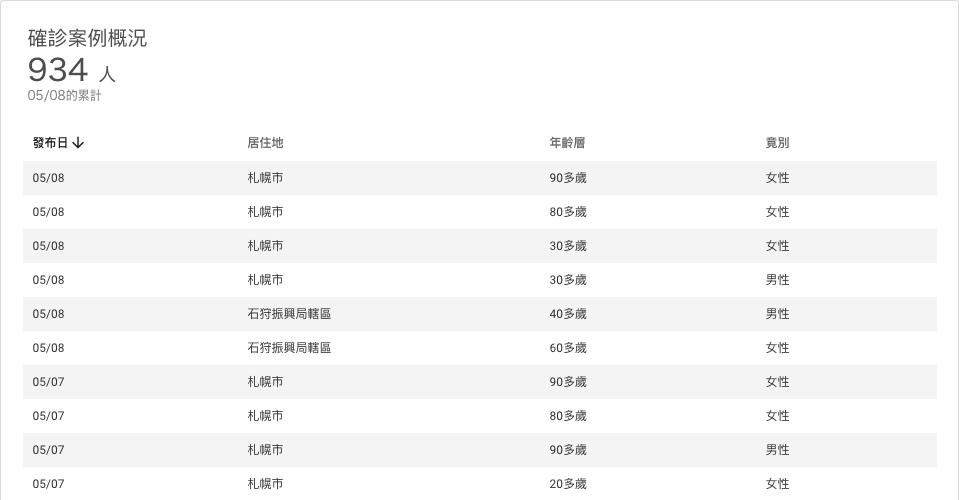 確診案例概況
934 人
05/08的累計
發布日 居住地 年齡層 竟別
05/08 札幌市 90多歲 女性
05/08 札幌市 80多歲 女性
05/08 札幌市 30多歲 女性
05/08 札幌市 30多歲 男性
05/08 石狩振興局轄區 40多歲 男性
05/08 石狩振興局轄區 60多歲 女性
05/07 札幌市 90多歲 女性
05/07 札幌市 80多歲 女性
05/07 札幌市 90多歲 男性
05/07 札幌市 20多歲 女性